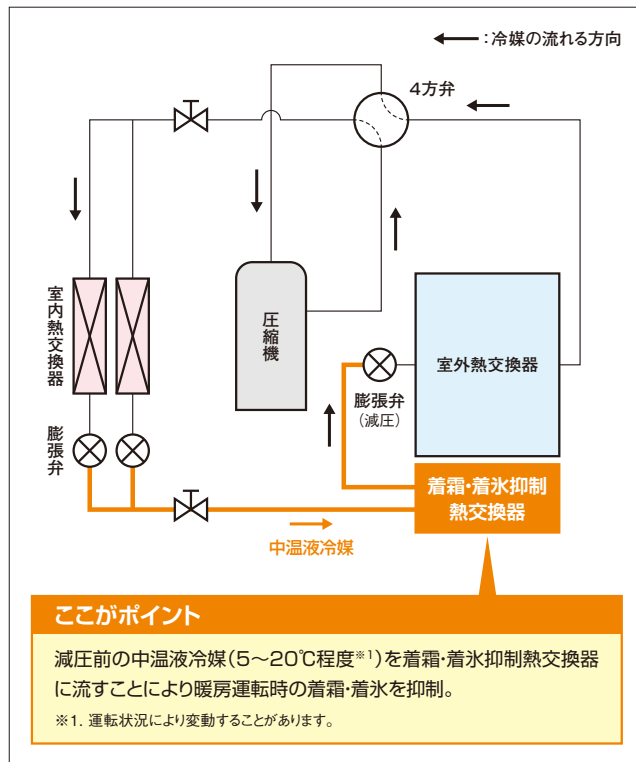 ：冷媒の流れる方向
4方弁
室内熱交換器
圧縮機
室外熱交換器
膨張弁
（減圧）
膨張弁
着霜・着氷抑制
熱交換器
中温液冷媒
ここがポイント
減圧前の中温液冷媒（5〜20℃程度※1）を着霜・着氷抑制熱交換器
に流すことにより暖房運転時の着霜・着氷を抑制。
※1. 運転状況により変動することがあります。